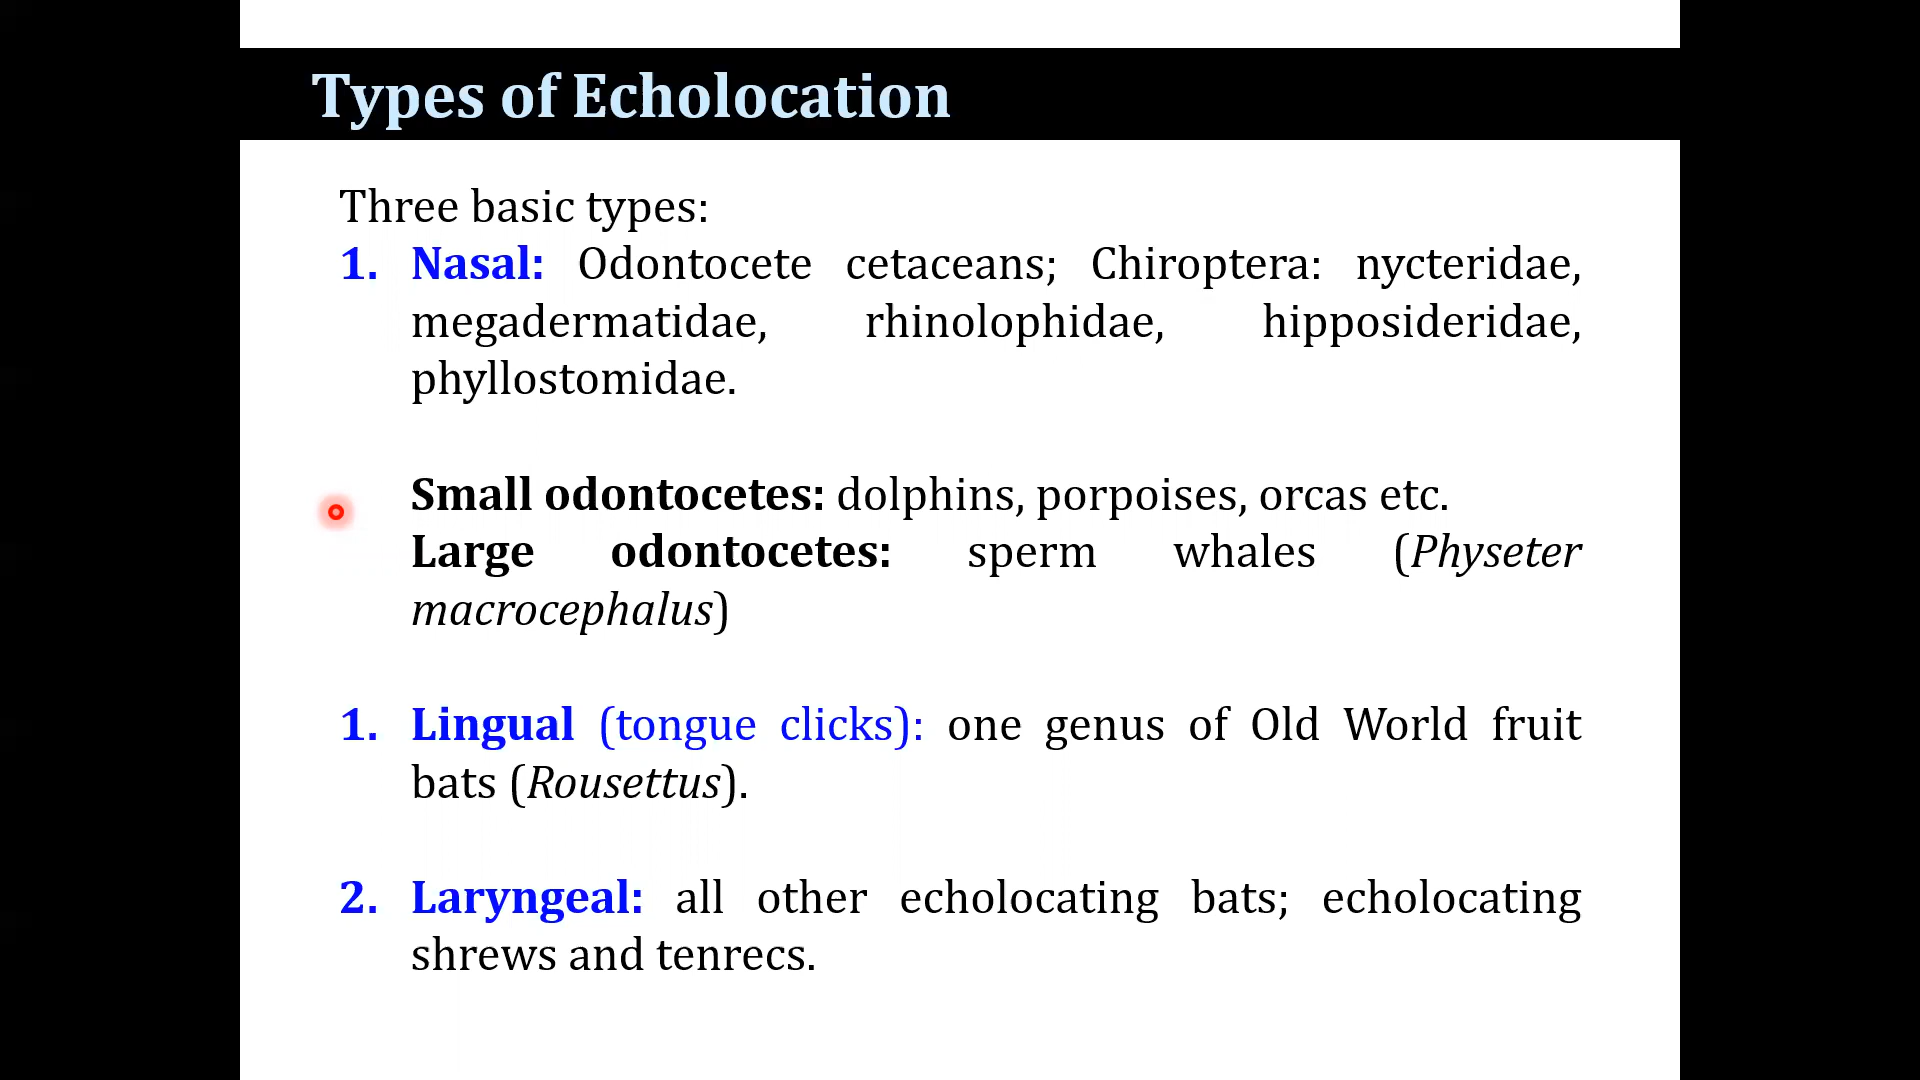 Types of Echolocation
Three basic types:
1. Nasal: Odontocete cetaceans; Chiroptera: nycteridae,
megadermatidae, rhinolophidae, hipposideridae,
phyllostomidae.
Small odontocetes: dolphins, porpoises, orcas etc.
Large odontocetes: sperm whales (Physeter
macrocephalus)
1. Lingual (tongue clicks): one genus of Old World fruit
bats (Rousettus).
2. Laryngeal: all other echolocating bats; echolocating
shrews and tenrecs.